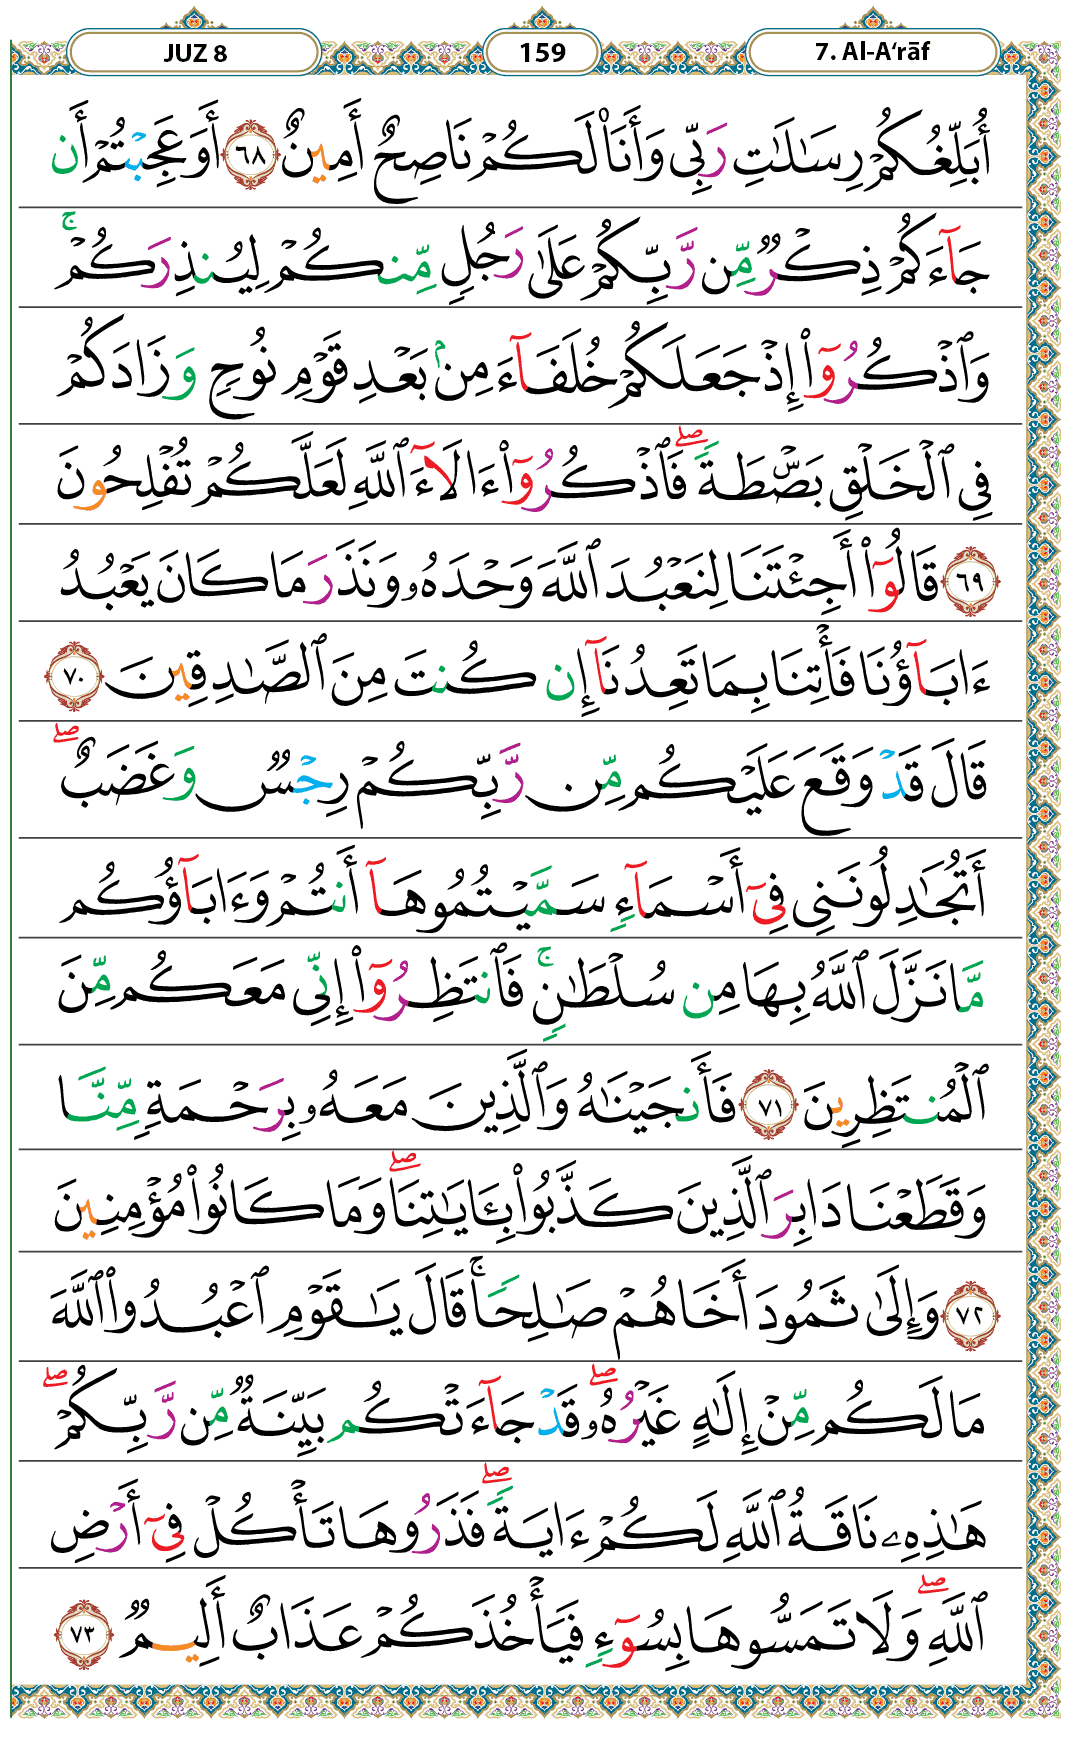 JUZ 8 159 7. Al-A‘rāf
أُبَلِّغُكُمْ رِسَـٰلَـٰتِ رَبِّى وَأَنَا۠ لَكُمْ نَاصِحٌ أَمِينٌ ٦٨ أَوَعَجِبْتُمْ أَن
جَآءَكُمْ ذِكْرٌ مِّن رَّبِّكُمْ عَلَىٰ رَجُلٍ مِّنكُمْ لِيُنذِرَكُمْ ۚ
وَٱذْكُرُوٓا۟ إِذْ جَعَلَكُمْ خُلَفَآءَ مِنۢ بَعْدِ قَوْمِ نُوحٍ وَزَادَكُمْ
فِى ٱلْخَلْقِ بَصْۜطَةً ۖ فَٱذْكُرُوٓا۟ ءَالَآءَ ٱللَّهِ لَعَلَّكُمْ تُفْلِحُونَ
٦٩ قَالُوٓا۟ أَجِئْتَنَا لِنَعْبُدَ ٱللَّهَ وَحْدَهُۥ وَنَذَرَ مَا كَانَ يَعْبُدُ
ءَابَآؤُنَا فَأْتِنَا بِمَا تَعِدُنَآ إِن كُنتَ مِنَ ٱلصَّـٰدِقِينَ ٧٠
قَالَ قَدْ وَقَعَ عَلَيْكُم مِّن رَّبِّكُمْ رِجْسٌ وَغَضَبٌ ۖ
أَتُجَـٰدِلُونَنِى فِىٓ أَسْمَآءٍ سَمَّيْتُمُوهَآ أَنتُمْ وَءَابَآؤُكُم
مَّا نَزَّلَ ٱللَّهُ بِهَا مِن سُلْطَـٰنٍ ۚ فَٱنتَظِرُوٓا۟ إِنِّى مَعَكُم مِّنَ
ٱلْمُنتَظِرِينَ ٧١ فَأَنجَيْنَـٰهُ وَٱلَّذِينَ مَعَهُۥ بِرَحْمَةٍ مِّنَّا
وَقَطَعْنَا دَابِرَ ٱلَّذِينَ كَذَّبُوا۟ بِـَٔايَـٰتِنَا ۖ وَمَا كَانُوا۟ مُؤْمِنِينَ
٧٢ وَإِلَىٰ ثَمُودَ أَخَاهُمْ صَـٰلِحًا ۚ قَالَ يَـٰقَوْمِ ٱعْبُدُوا۟ ٱللَّهَ
مَا لَكُم مِّنْ إِلَـٰهٍ غَيْرُهُۥ ۖ قَدْ جَآءَتْكُم بَيِّنَةٌ مِّن رَّبِّكُمْ ۖ
هَـٰذِهِۦ نَاقَةُ ٱللَّهِ لَكُمْ ءَايَةً ۖ فَذَرُوهَا تَأْكُلْ فِىٓ أَرْضِ
ٱللَّهِ ۖ وَلَا تَمَسُّوهَا بِسُوٓءٍ فَيَأْخُذَكُمْ عَذَابٌ أَلِيمٌ ٧٣